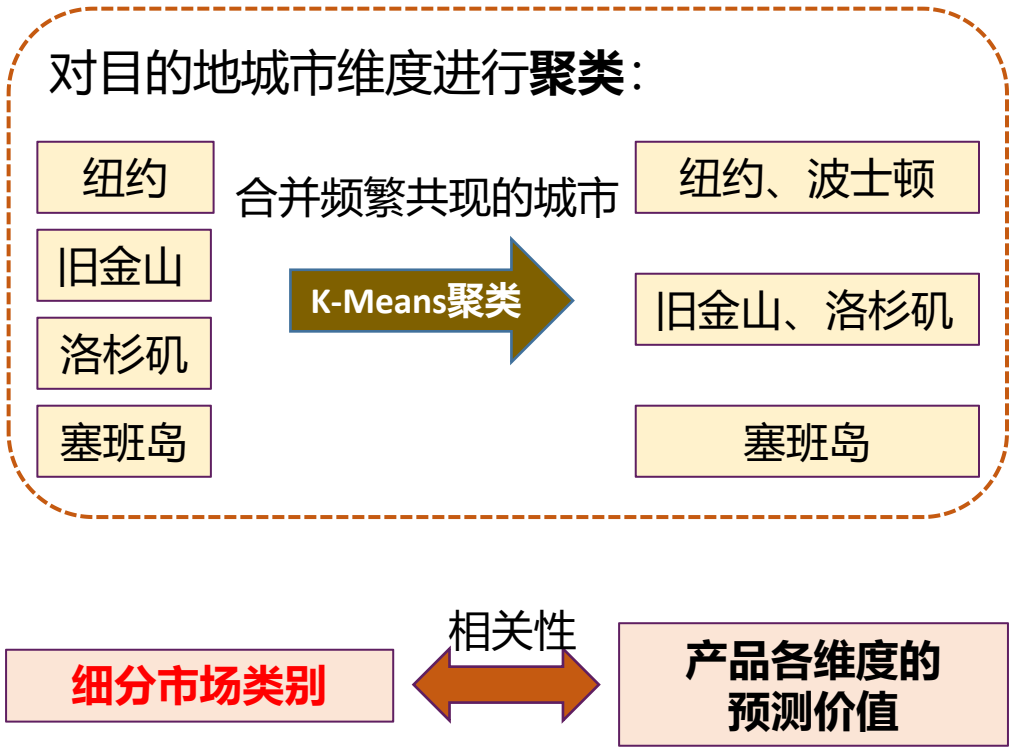 对目的地城市维度进行聚类：
纽约
旧金山
洛杉矶
塞班岛
合并频繁共现的城市
K-Means聚类
纽约、波士顿
旧金山、洛杉矶
塞班岛
细分市场类别
相关性
产品各维度的
预测价值